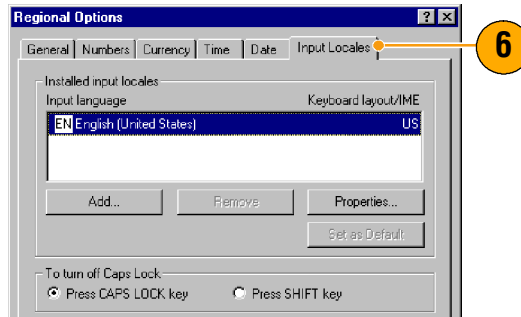 Regional Options
General Numbers Currency Time Date Input Locales
6
Installed input locales
Input language Keyboard layout/IME
EN English (United States) US
Add... Remove Properties...
Set as Default
To turn off Caps Lock
Press CAPS LOCK key Press SHIFT key